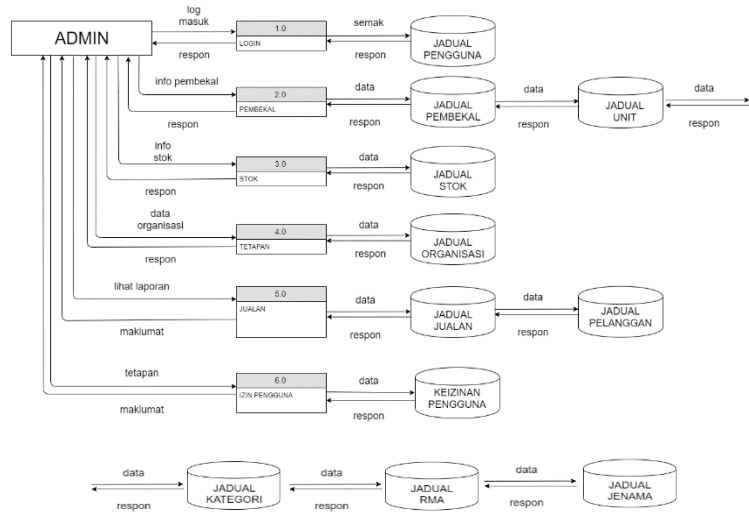 log
masuk
ADMIN
respon
1.0
LOGIN
semak
respon
JADUAL
PENGGUNA
info pembekal
respon
2.0
PEMBEKAL
data
respon
JADUAL
PEMBEKAL
data
respon
JADUAL
UNIT
data
respon
info
stok
respon
3.0
STOK
data
respon
JADUAL
STOK
data
organisasi
respon
4.0
TETAPAN
data
respon
JADUAL
ORGANISASI
lihat laporan
maklumat
5.0
JUALAN
data
respon
JADUAL
JUALAN
data
respon
JADUAL
PELANGGAN
tetapan
maklumat
6.0
IZIN PENGGUNA
data
respon
KEIZINAN
PENGGUNA
data
respon
JADUAL
KATEGORI
data
respon
JADUAL
RMA
data
respon
JADUAL
JENAMA